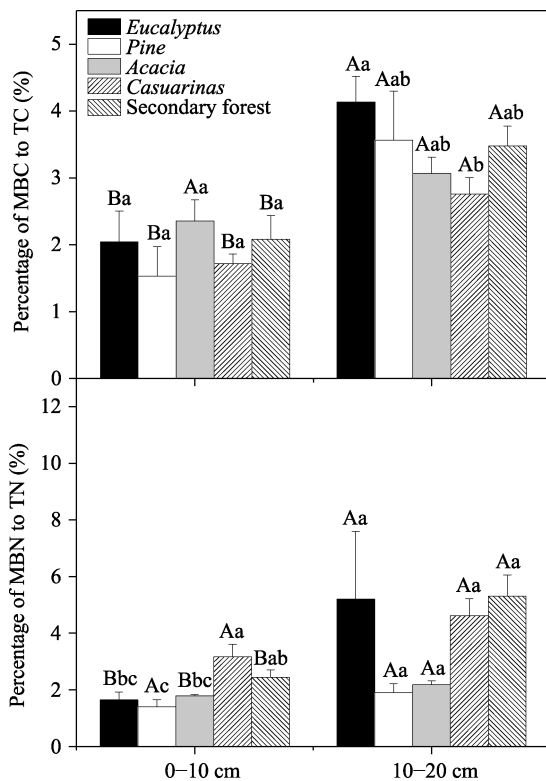 Percentage of MBC to TC (%)
5
4
3
2
1
0
Eucalyptus
Pine
Acacia
Casuarinas
Secondary forest
Ba
Ba
Aa
Ba
Ba
Aa
Aab
Aab
Ab
Aab
Percentage of MBN to TN (%)
12
10
8
6
4
2
0
Bbc
Ac
Bbc
Aa
Bab
Aa
Aa
Aa
Aa
Aa
0–10 cm
10–20 cm